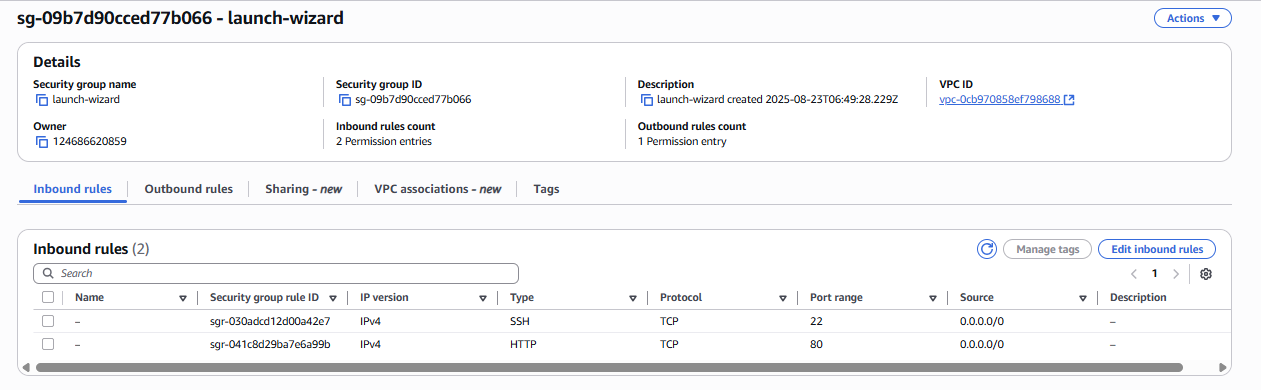 sg-09b7d90cced77b066 - launch-wizard
Actions
Details
Security group name
launch-wizard
Security group ID
sg-09b7d90cced77b066
Description
launch-wizard created 2025-08-23T06:49:28.229Z
VPC ID
vpc-0cb970858ef798688
Owner
124686620859
Inbound rules count
2 Permission entries
Outbound rules count
1 Permission entry
Inbound rules
Outbound rules
Sharing - new
VPC associations - new
Tags
Inbound rules (2)
Manage tags
Edit inbound rules
Search
1
Name Security group rule ID IP version Type Protocol Port range Source Description
– sgr-030adcd12d00a42e7 IPv4 SSH TCP 22 0.0.0.0/0 –
– sgr-041c8d29ba7e6a99b IPv4 HTTP TCP 80 0.0.0.0/0 –